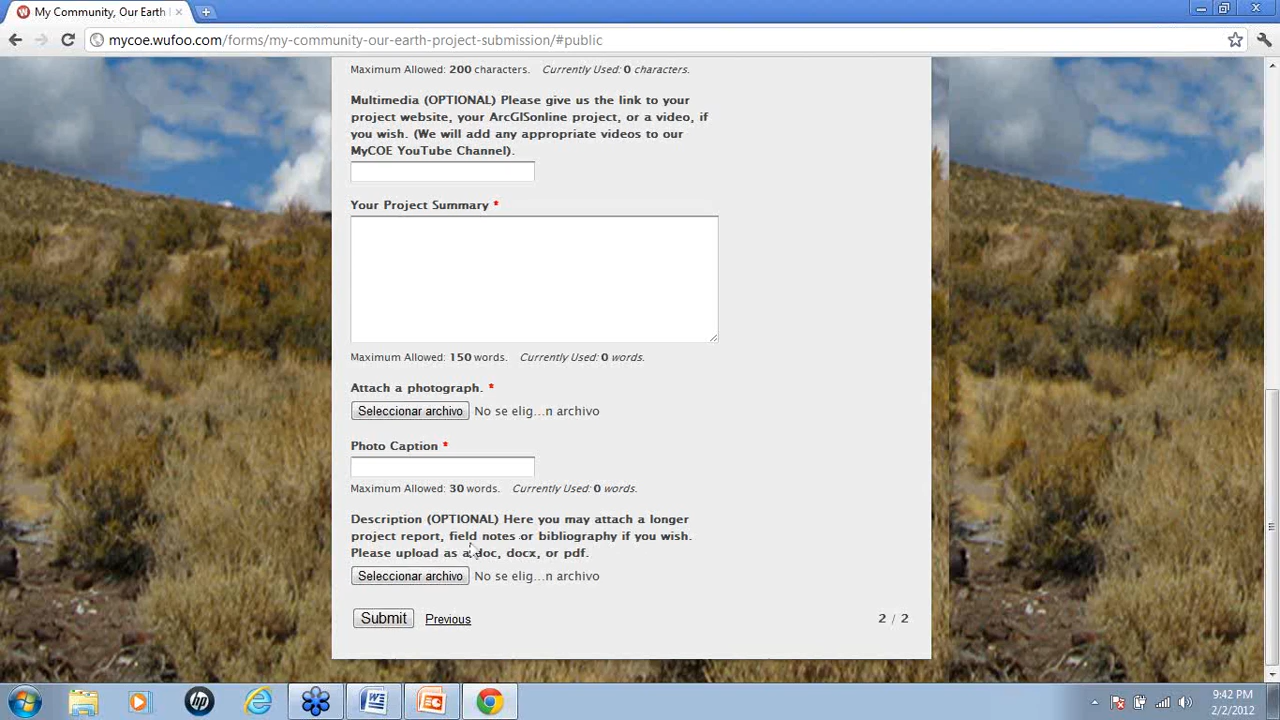 My Community, Our Earth
mycoe.wufoo.com/forms/my-community-our-earth-project-submission/#public
Maximum Allowed: 200 characters. Currently Used: 0 characters.
Multimedia (OPTIONAL) Please give us the link to your
project website, your ArcGISonline project, or a video, if
you wish. (We will add any appropriate videos to our
MyCOE YouTube Channel).
Your Project Summary *
Maximum Allowed: 150 words. Currently Used: 0 words.
Attach a photograph. *
Seleccionar archivo No se elig...n archivo
Photo Caption *
Maximum Allowed: 30 words. Currently Used: 0 words.
Description (OPTIONAL) Here you may attach a longer
project report, field notes or bibliography if you wish.
Please upload as a doc, docx, or pdf.
Seleccionar archivo No se elig...n archivo
Submit Previous 2 / 2
9:42 PM
2/2/2012